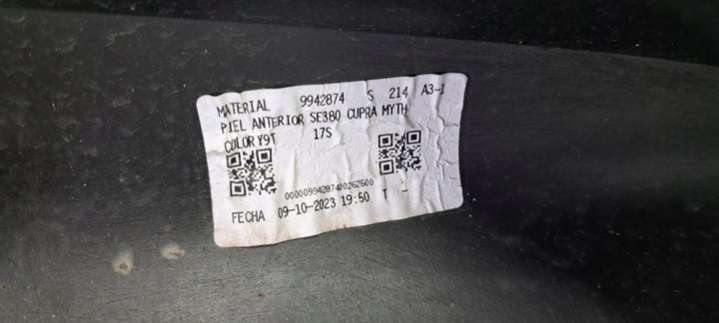 MATERIAL 9942874 S 214 A3-1
PIEL ANTERIOR SE380 CUPRA MYTH
COLOR Y9T 17S
FECHA 09-10-2023 19:50 T -